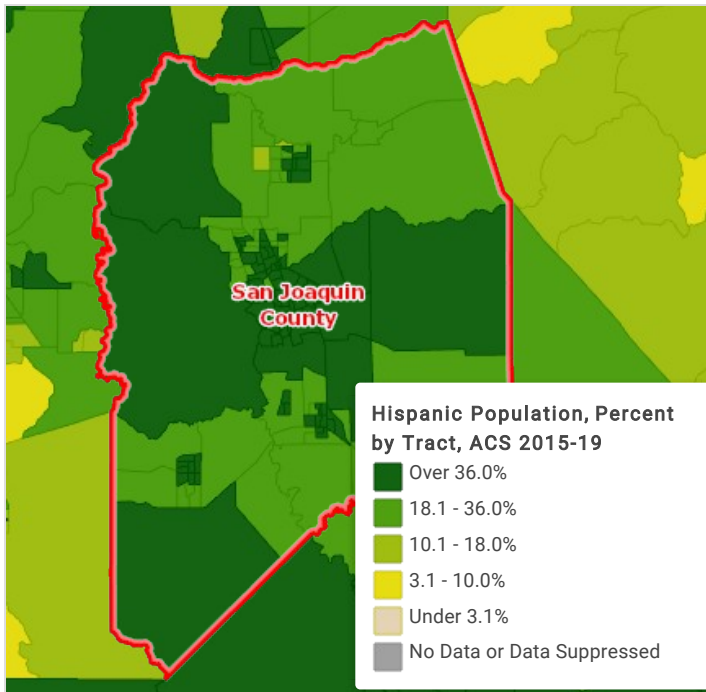 San Joaquin
County
Hispanic Population, Percent
by Tract, ACS 2015-19
Over 36.0%
18.1 - 36.0%
10.1 - 18.0%
3.1 - 10.0%
Under 3.1%
No Data or Data Suppressed